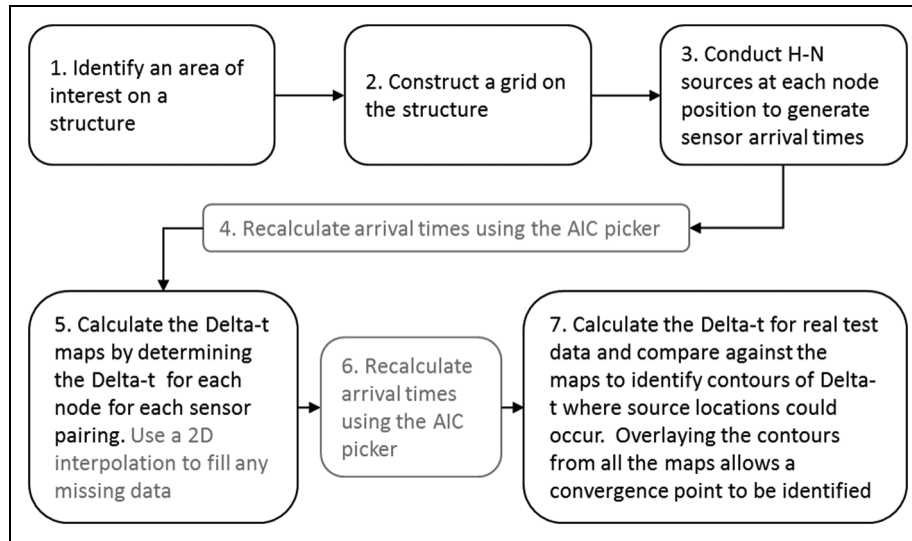 1. Identify an area of
interest on a
structure
2. Construct a grid on
the structure
3. Conduct H-N
sources at each node
position to generate
sensor arrival times
4. Recalculate arrival times using the AIC picker
5. Calculate the Delta-t
maps by determining
the Delta-t for each
node for each sensor
pairing. Use a 2D
interpolation to fill any
missing data
6. Recalculate
arrival times
using the AIC
picker
7. Calculate the Delta-t for real test
data and compare against the
maps to identify contours of Delta-
t where source locations could
occur. Overlaying the contours
from all the maps allows a
convergence point to be identified